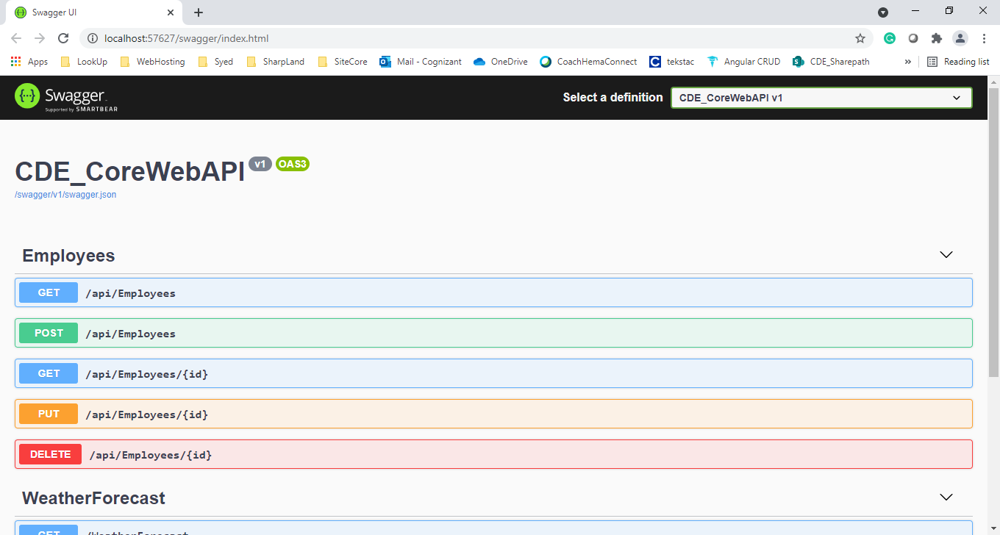 Swagger UI
localhost:57627/swagger/index.html
Apps LookUp WebHosting Syed SharpLand SiteCore Mail - Cognizant OneDrive CoachHemaConnect tekstac Angular CRUD CDE_Sharepath » Reading list
Swagger
Supported by SMARTBEAR
Select a definition CDE_CoreWebAPI v1
CDE_CoreWebAPI v1 OAS3
/swagger/v1/swagger.json
Employees
GET /api/Employees
POST /api/Employees
GET /api/Employees/{id}
PUT /api/Employees/{id}
DELETE /api/Employees/{id}
WeatherForecast
GET /WeatherForecast